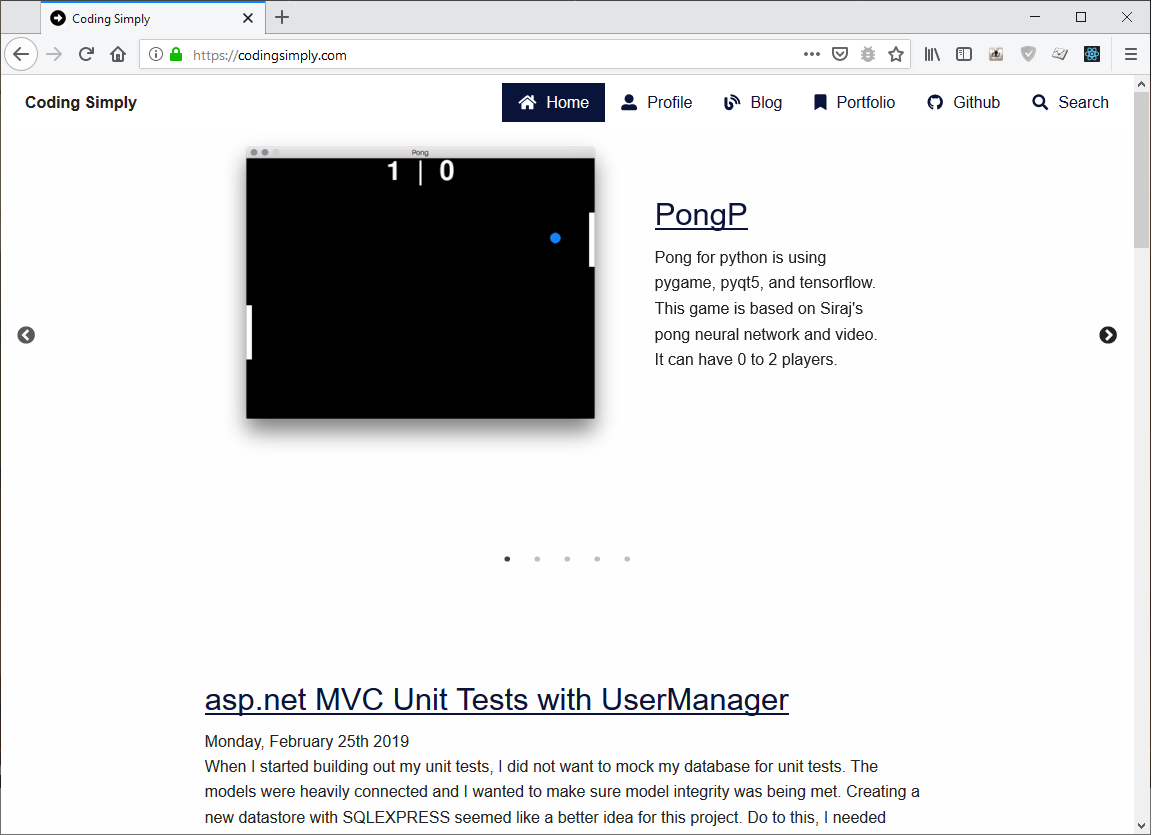 Coding Simply
https://codingsimply.com
Coding Simply
Home Profile Blog Portfolio Github Search
Pong
1 | 0
PongP
Pong for python is using
pygame, pyqt5, and tensorflow.
This game is based on Siraj's
pong neural network and video.
It can have 0 to 2 players.
asp.net MVC Unit Tests with UserManager
Monday, February 25th 2019
When I started building out my unit tests, I did not want to mock my database for unit tests. The
models were heavily connected and I wanted to make sure model integrity was being met. Creating a
new datastore with SQLEXPRESS seemed like a better idea for this project. Do to this, I needed